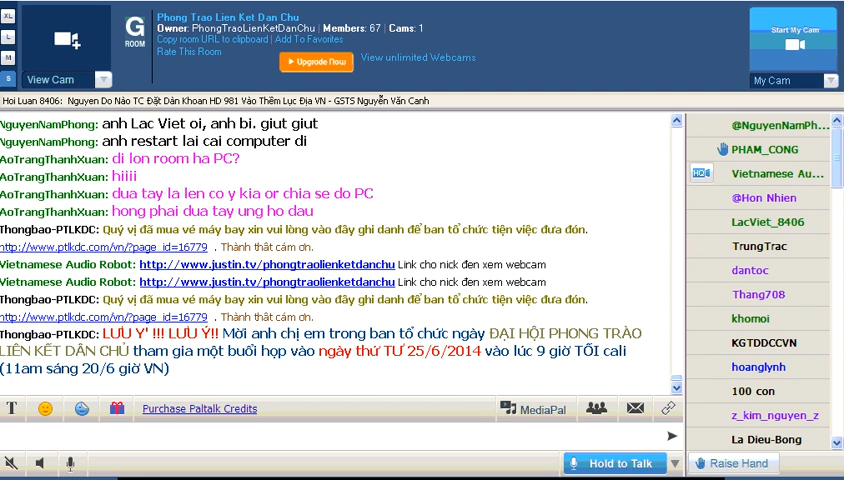 XL
L
M
S
View Cam
G
ROOM
Phong Trao Lien Ket Dan Chu
Owner: PhongTraoLienKetDanChu | Members: 67 | Cams: 1
Copy room URL to clipboard | Add To Favorites
Rate This Room
Upgrade Now
View unlimited Webcams
Start My Cam
My Cam
Hoi Luan 8406: Nguyen Do Nào TC Đặt Dàn Khoan HD 981 Vào Thềm Lục Địa VN - GSTS Nguyễn Văn Canh
NguyenNamPhong: anh Lac Viet oi, anh bi. giut giut
NguyenNamPhong: anh restart lai cai computer di
AoTrangThanhXuan: di lon room ha PC?
AoTrangThanhXuan: hiiii
AoTrangThanhXuan: dua tay la len co y kia or chia se do PC
AoTrangThanhXuan: hong phai dua tay ung ho dau
Thongbao-PTLKDC: Quý vị đã mua vé máy bay xin vui lòng vào đây ghi danh để ban tổ chức tiện việc đưa đón.
http://www.ptlkdc.com/vn/?page_id=16779 . Thành thât cám ơn.
Vietnamese Audio Robot: http://www.justin.tv/phongtraolienketdanchu Link cho nick đen xem webcam
Vietnamese Audio Robot: http://www.justin.tv/phongtraolienketdanchu Link cho nick đen xem webcam
Thongbao-PTLKDC: Quý vị đã mua vé máy bay xin vui lòng vào đây ghi danh để ban tổ chức tiện việc đưa đón.
http://www.ptlkdc.com/vn/?page_id=16779 . Thành thât cám ơn.
Thongbao-PTLKDC: LƯU Y' !!! LƯU Ý!! Mời anh chị em trong ban tổ chức ngày ĐẠI HỘI PHONG TRÀO
LIÊN KẾT DÂN CHỦ tham gia một buổi họp vào ngày thứ TƯ 25/6/2014 vào lúc 9 giờ TỐI cali
(11am sáng 20/6 giờ VN)
@NguyenNamPh...
PHAM_CONG
HQ
Vietnamese Au...
@Hon Nhien
LacViet_8406
TrungTrac
dantoc
Thang708
khomoi
KGTDDCCVN
hoanglynh
100 con
z_kim_nguyen_z
La Dieu-Bong
T
Purchase Paltalk Credits
MediaPal
Hold to Talk
Raise Hand